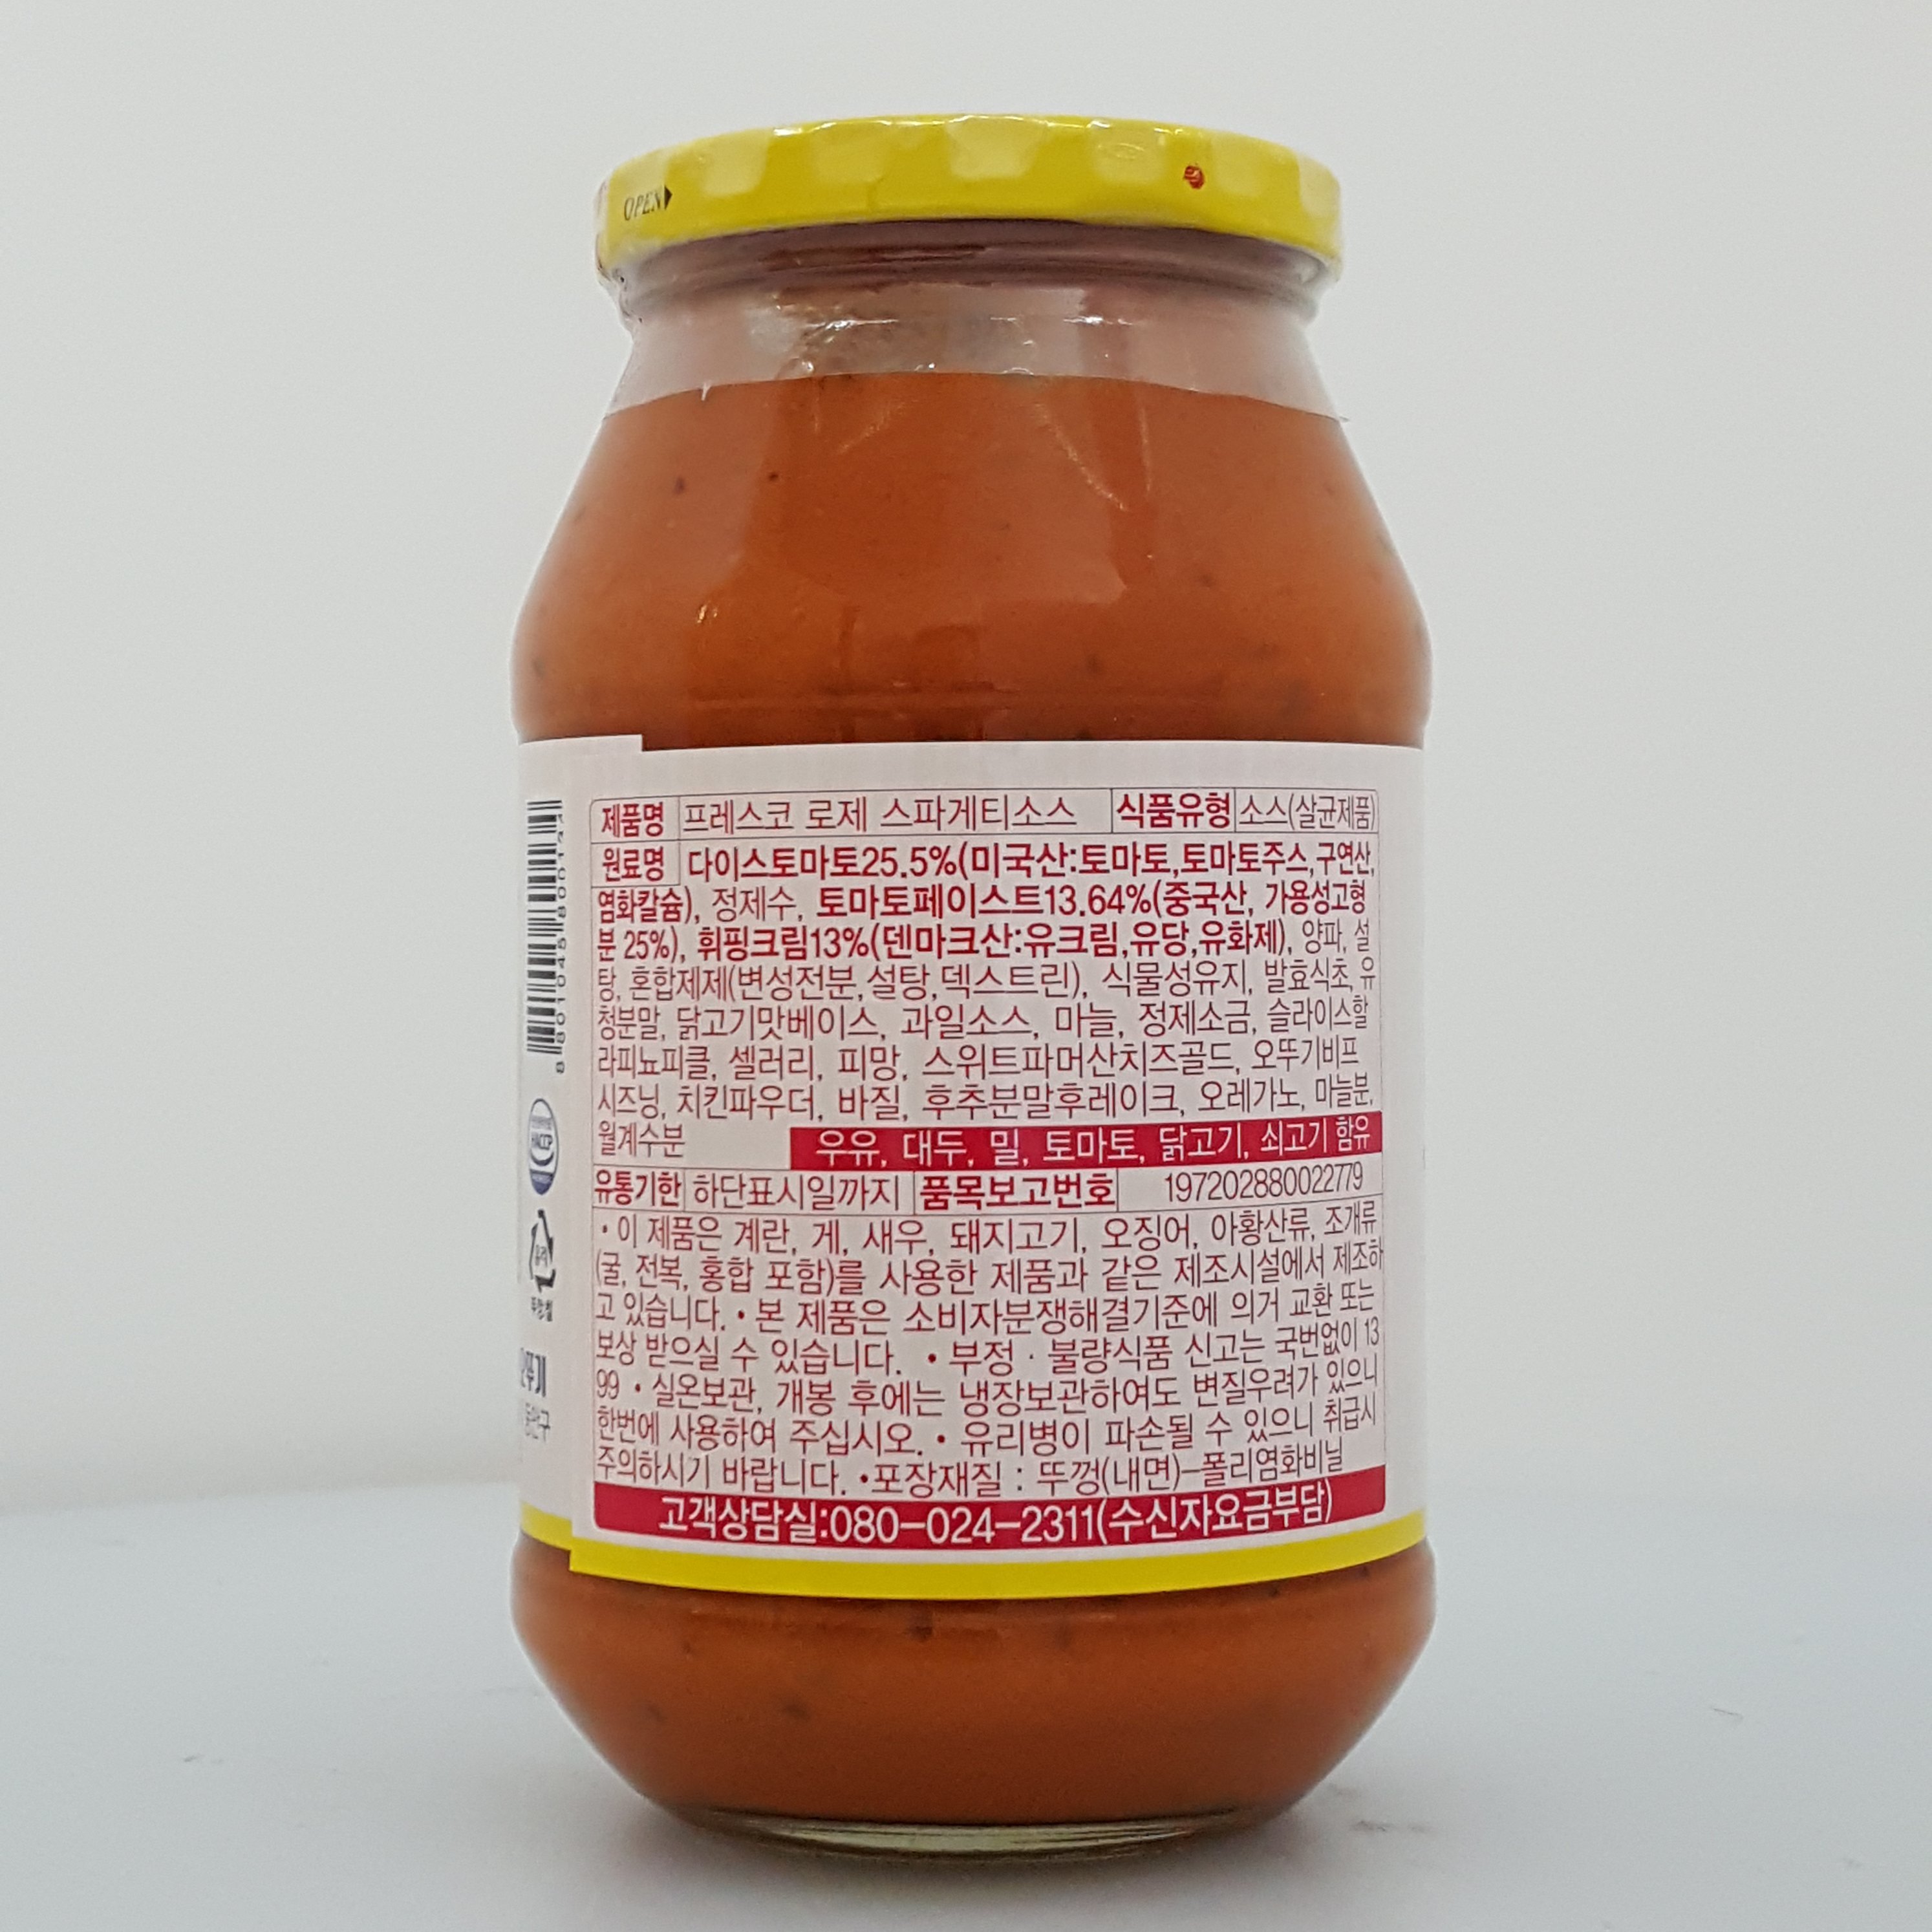 OPEN
제품명 프레스코 로제 스파게티소스 식품유형 소스(살균제품)
원료명 다이스토마토25.5%(미국산:토마토,토마토주스,구연산,
염화칼슘), 정제수, 토마토페이스트13.64%(중국산, 가용성고형
분 25%), 휘핑크림13%(덴마크산:유크림,유당,유화제), 양파, 설
탕, 혼합제제(변성전분,설탕,덱스트린), 식물성유지, 발효식초, 유
청분말, 닭고기맛베이스, 과일소스, 마늘, 정제소금, 슬라이스할
라피뇨피클, 셀러리, 피망, 스위트파머산치즈골드, 오뚜기비프
시즈닝, 치킨파우더, 바질, 후추분말후레이크, 오레가노, 마늘분,
월계수분
우유, 대두, 밀, 토마토, 닭고기, 쇠고기 함유
유통기한 하단표시일까지 품목보고번호 197202880022779
• 이 제품은 계란, 게, 새우, 돼지고기, 오징어, 아황산류, 조개류
(굴, 전복, 홍합 포함)를 사용한 제품과 같은 제조시설에서 제조하
고 있습니다. • 본 제품은 소비자분쟁해결기준에 의거 교환 또는
보상 받으실 수 있습니다. • 부정 · 불량식품 신고는 국번없이 13
99 • 실온보관, 개봉 후에는 냉장보관하여도 변질우려가 있으니
한번에 사용하여 주십시오. • 유리병이 파손될 수 있으니 취급시
주의하시기 바랍니다. •포장재질 : 뚜껑(내면)-폴리염화비닐
고객상담실:080-024-2311(수신자요금부담)
HACCP
유리